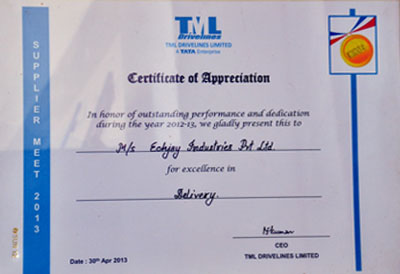 TML
Drivelines
TML DRIVELINES LIMITED
A TATA Enterprise
SUPPLIER MEET 2013
Certificate of Appreciation
In honor of outstanding performance and dedication
during the year 2012-13, we gladly present this to
M/s Echjay Industries Pvt Ltd.
for excellence in
Delivery.
CEO
Date : 30th Apr 2013
TML DRIVELINES LIMITED